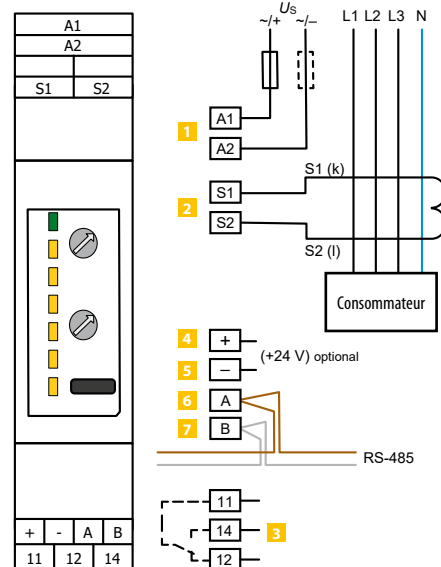 A1
A2
S1 S2
+ - A B
11 12 14
US
~/+ ~/–
L1 L2 L3 N
1
A1
A2
2
S1
S2
S1 (k)
S2 (l)
Consommateur
4 +
5 –
(+24 V) optional
6 A
7 B
RS-485
11
14 3
12